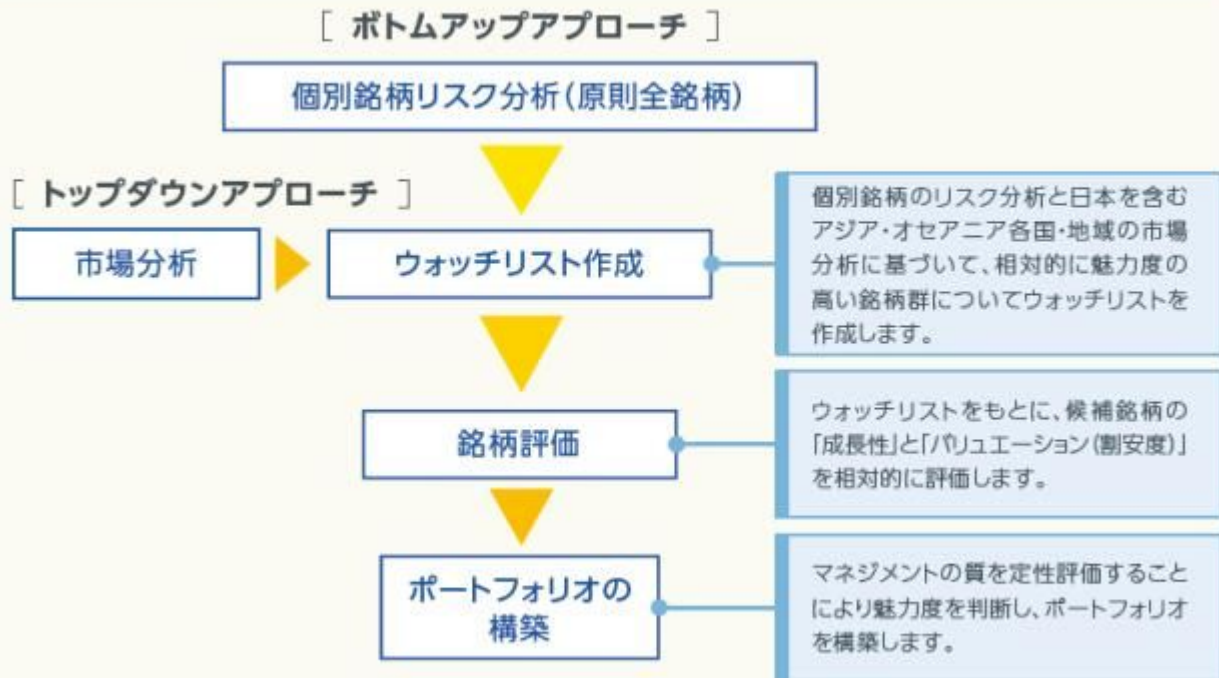 [ ボトムアップアプローチ ]
個別銘柄リスク分析(原則全銘柄)
[ トップダウンアプローチ ]
市場分析
ウォッチリスト作成
個別銘柄のリスク分析と日本を含む
アジア・オセアニア各国・地域の市場
分析に基づいて、相対的に魅力度の
高い銘柄群についてウォッチリストを
作成します。
銘柄評価
ウォッチリストをもとに、候補銘柄の
「成長性」と「バリュエーション(割安度)」
を相対的に評価します。
ポートフォリオの
構築
マネジメントの質を定性評価すること
により魅力度を判断し、ポートフォリオ
を構築します。